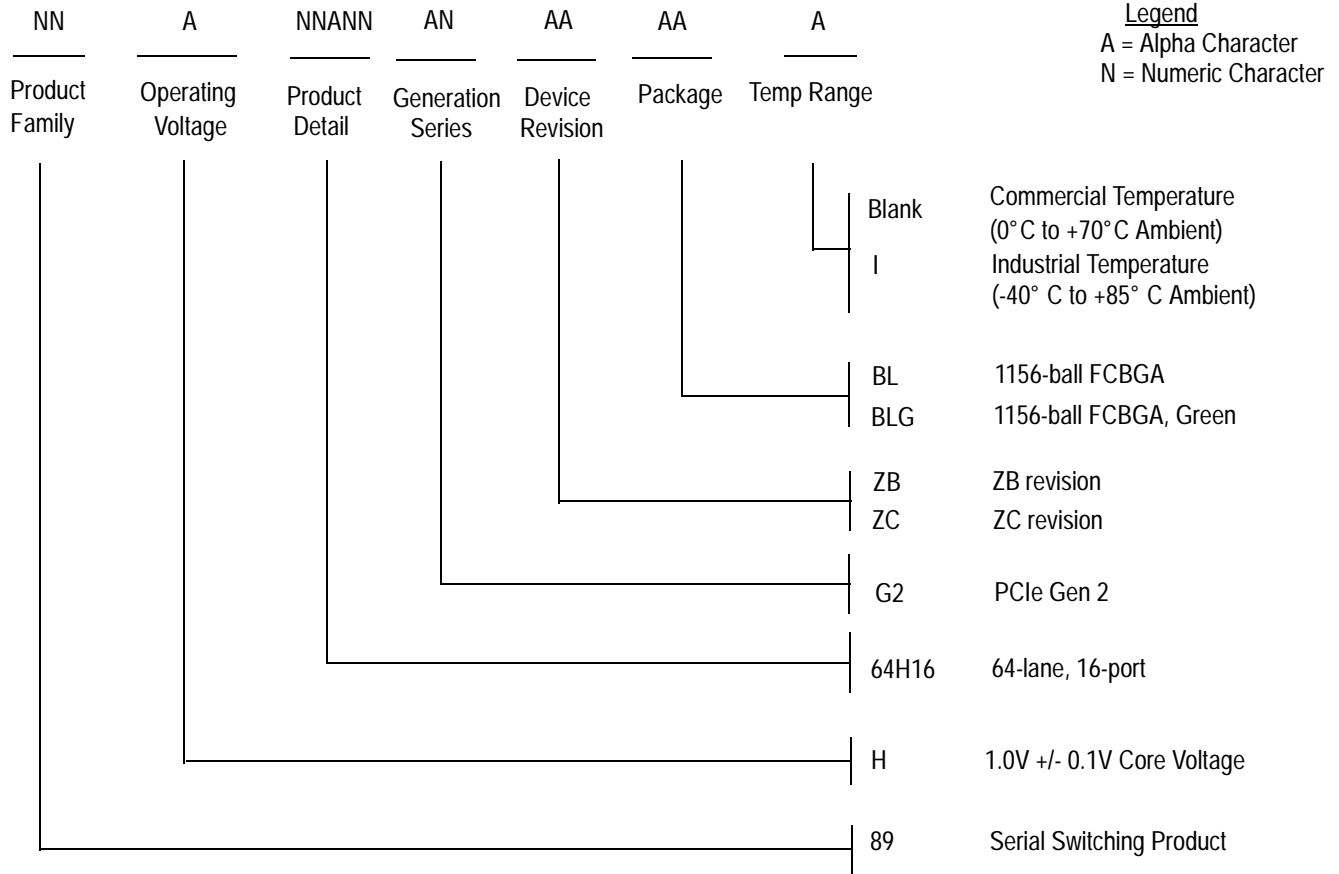 NN A NNANN AN AA AA A
Legend
A = Alpha Character
N = Numeric Character
Product Family
Operating Voltage
Product Detail
Generation Series
Device Revision
Package
Temp Range
Blank Commercial Temperature
(0°C to +70°C Ambient)
I Industrial Temperature
(-40° C to +85° C Ambient)
BL 1156-ball FCBGA
BLG 1156-ball FCBGA, Green
ZB ZB revision
ZC ZC revision
G2 PCIe Gen 2
64H16 64-lane, 16-port
H 1.0V +/- 0.1V Core Voltage
89 Serial Switching Product